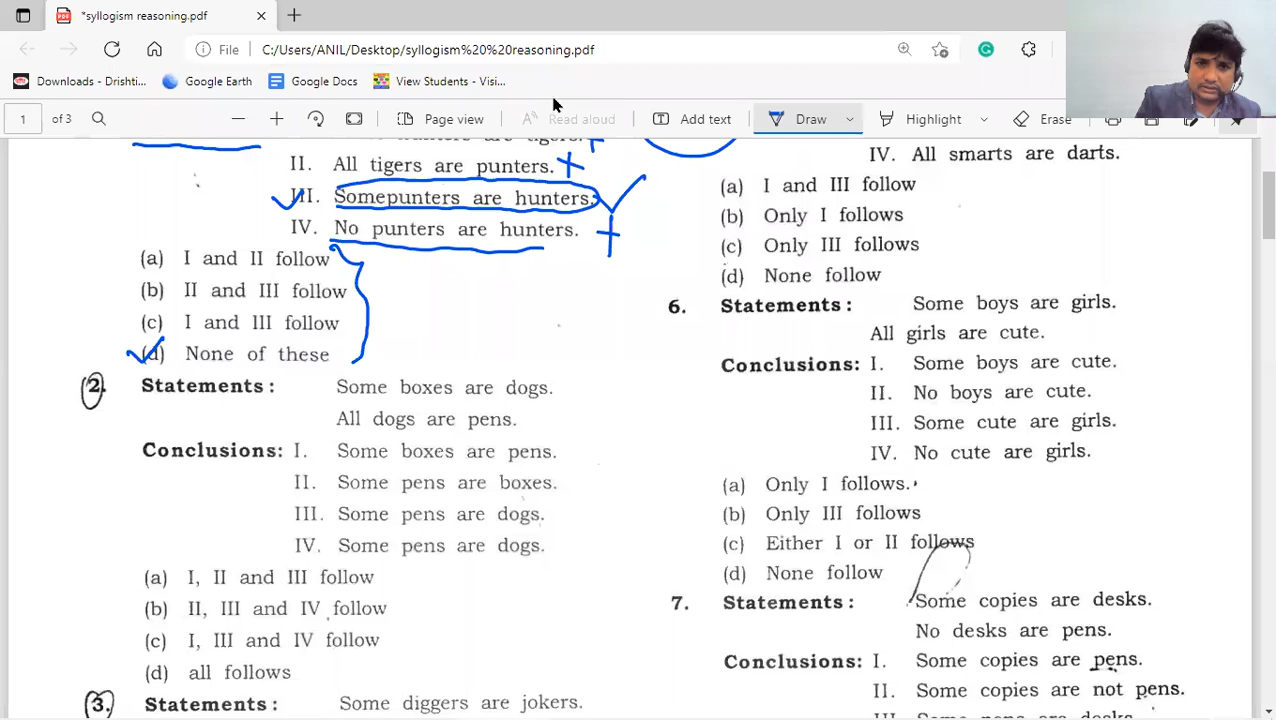 *syllogism reasoning.pdf
File
C:/Users/ANIL/Desktop/syllogism%20%20reasoning.pdf
Downloads - Drishti...
Google Earth
Google Docs
View Students - Visi...
1
of 3
Page view
Read aloud
Add text
Draw
Highlight
Erase
are tigers.
II. All tigers are punters.
III. Somepunters are hunters.
IV. No punters are hunters.
(a) I and II follow
(b) II and III follow
(c) I and III follow
(d) None of these
2. Statements : Some boxes are dogs.
All dogs are pens.
Conclusions: I. Some boxes are pens.
II. Some pens are boxes.
III. Some pens are dogs.
IV. Some pens are dogs.
(a) I, II and III follow
(b) II, III and IV follow
(c) I, III and IV follow
(d) all follows
3. Statements : Some diggers are jokers.
IV. All smarts are darts.
(a) I and III follow
(b) Only I follows
(c) Only III follows
(d) None follow
6. Statements : Some boys are girls.
All girls are cute.
Conclusions: I. Some boys are cute.
II. No boys are cute.
III. Some cute are girls.
IV. No cute are girls.
(a) Only I follows.
(b) Only III follows
(c) Either I or II follows
(d) None follow
7. Statements : Some copies are desks.
No desks are pens.
Conclusions: I. Some copies are pens.
II. Some copies are not pens.
III. Some pens are desks.